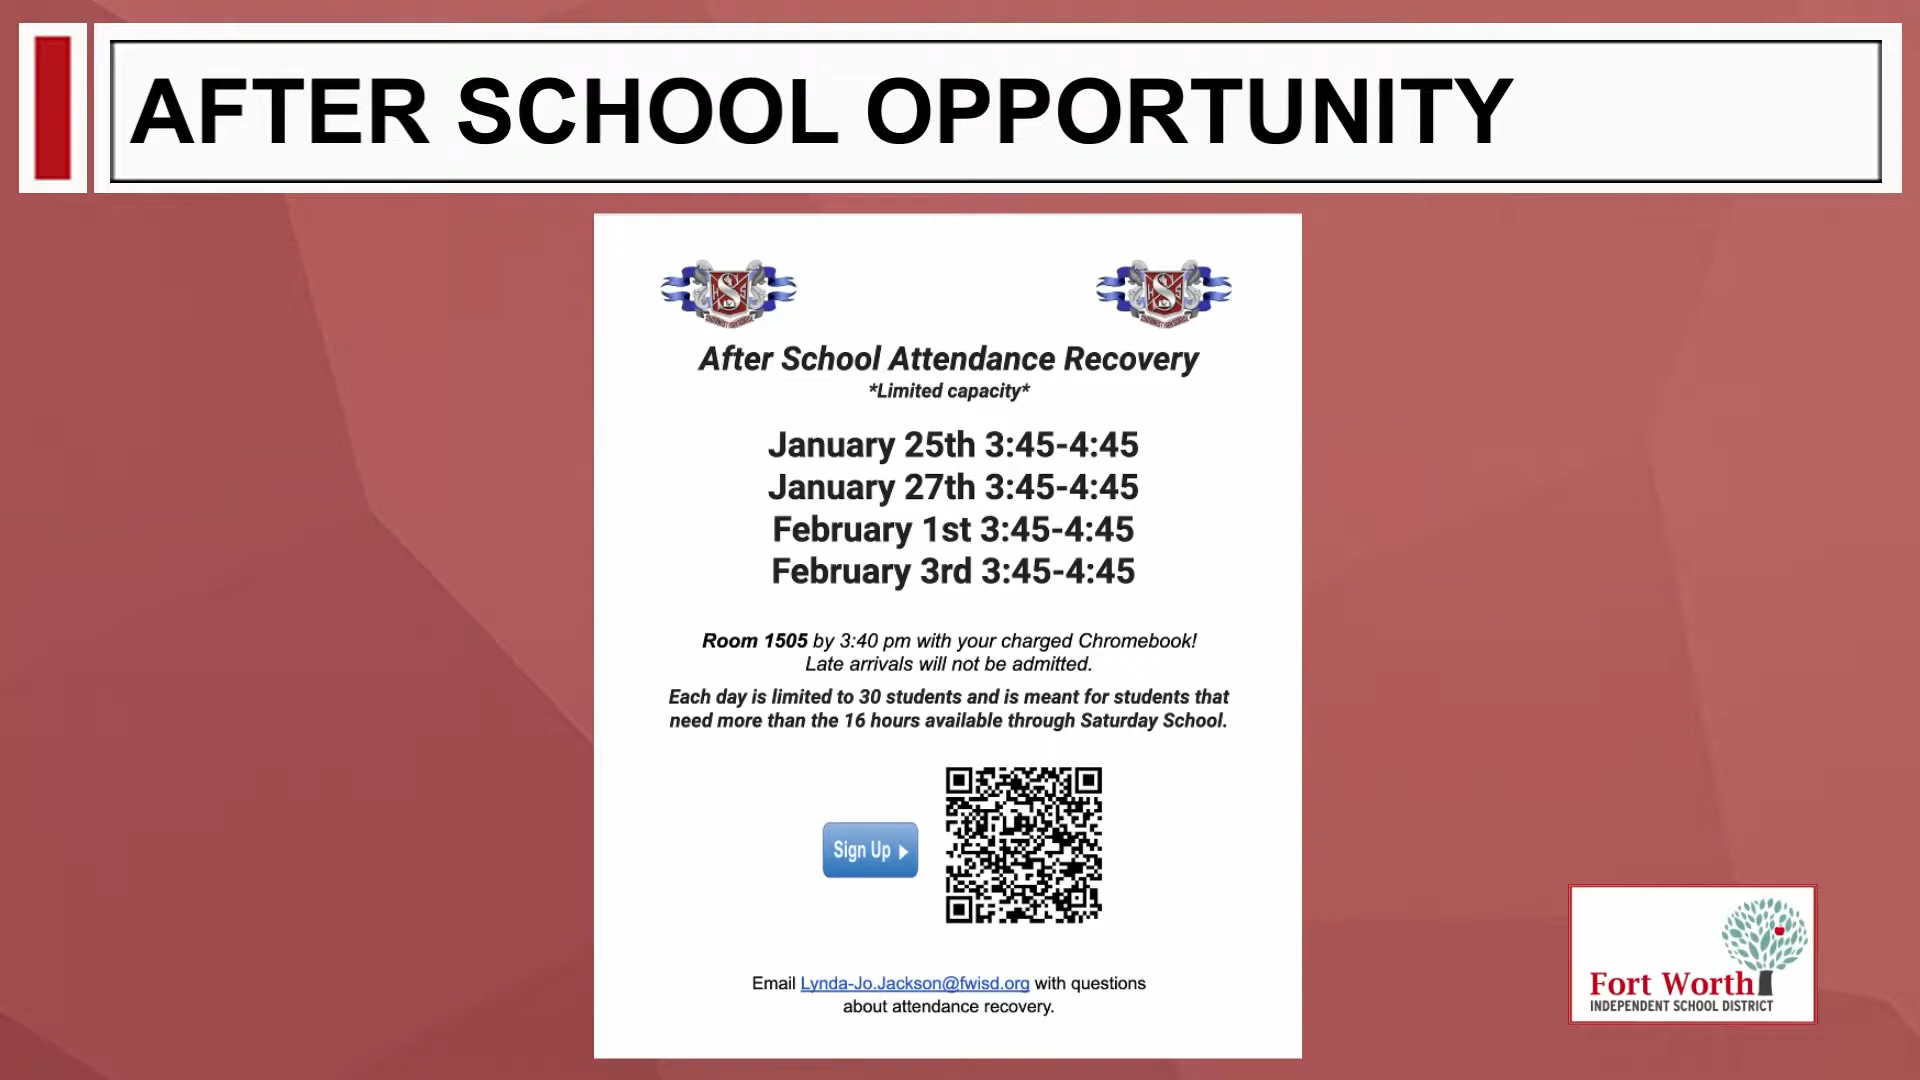 AFTER SCHOOL OPPORTUNITY
After School Attendance Recovery
*Limited capacity*
January 25th 3:45-4:45
January 27th 3:45-4:45
February 1st 3:45-4:45
February 3rd 3:45-4:45
Room 1505 by 3:40 pm with your charged Chromebook!
Late arrivals will not be admitted.
Each day is limited to 30 students and is meant for students that
need more than the 16 hours available through Saturday School.
Sign Up
Email Lynda-Jo.Jackson@fwisd.org with questions
about attendance recovery.
Fort Worth
INDEPENDENT SCHOOL DISTRICT